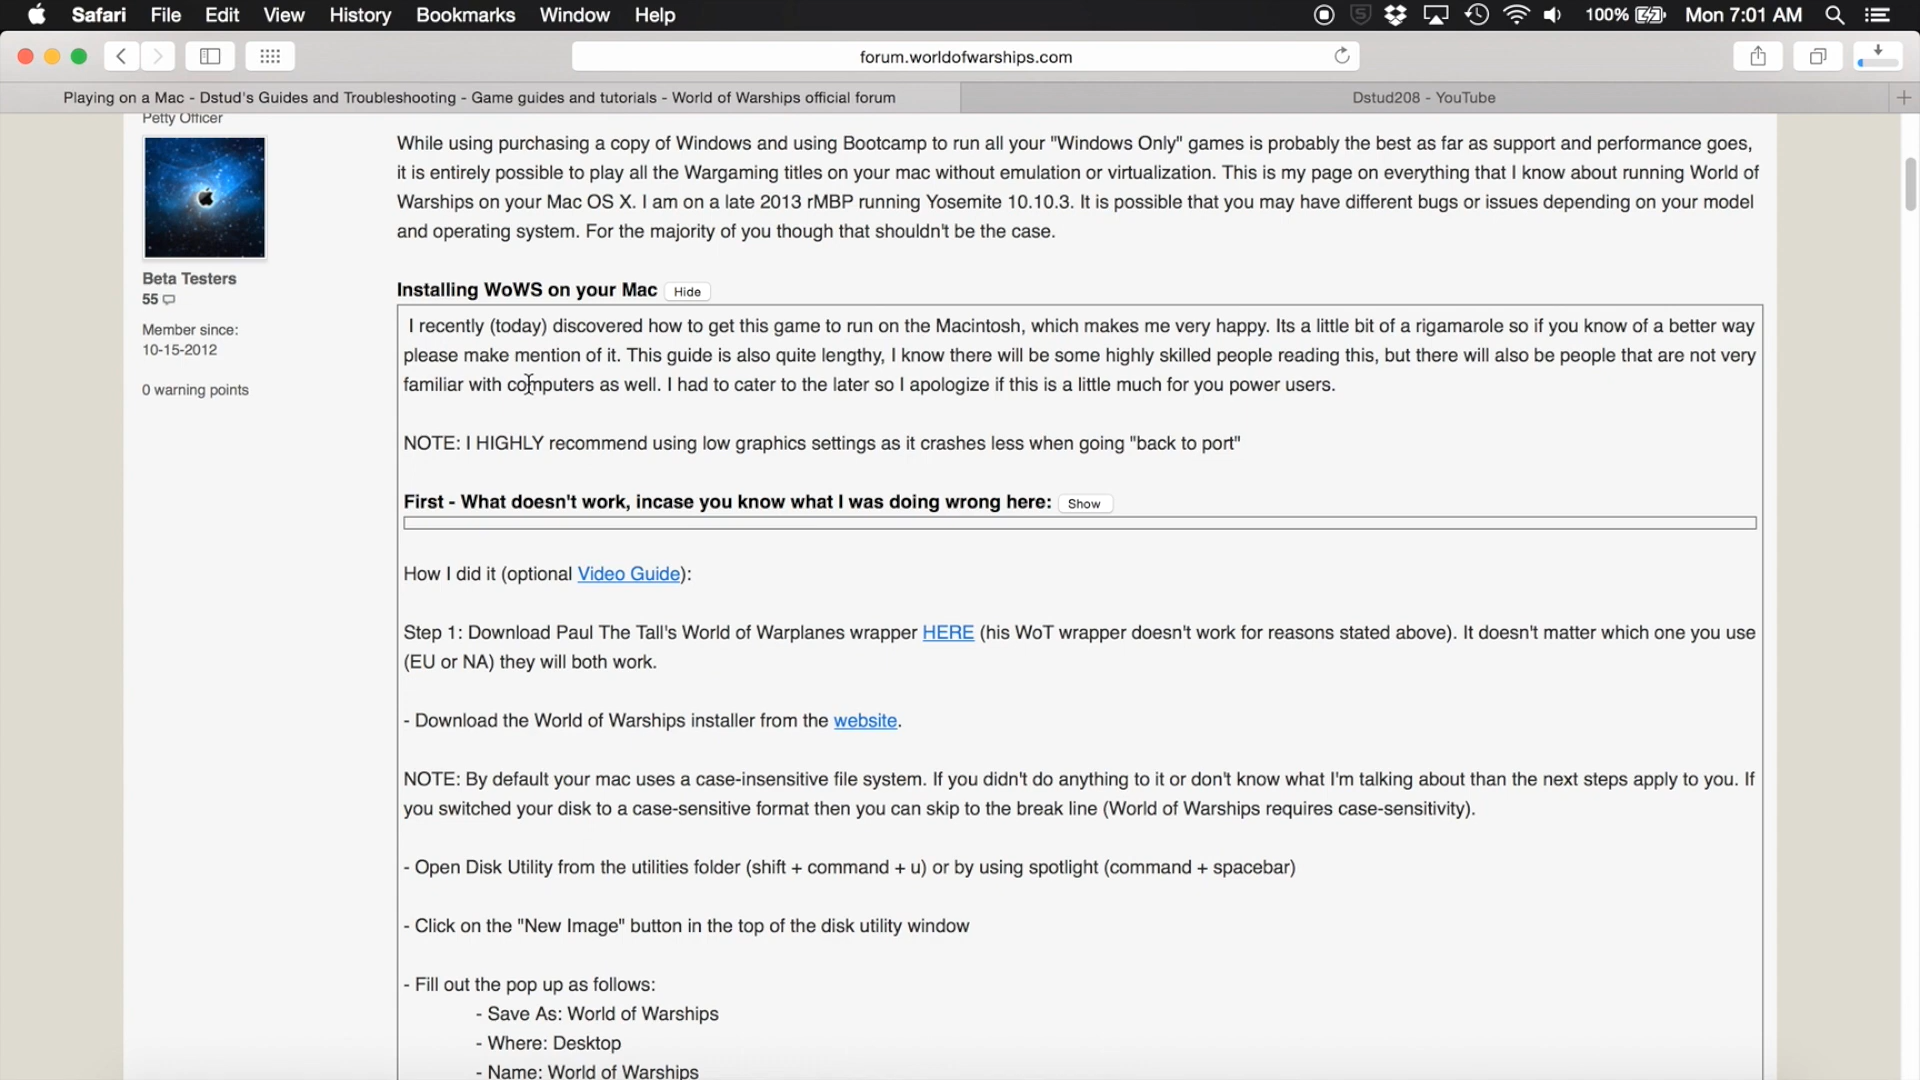 Safari File Edit View History Bookmarks Window Help 100% Mon 7:01 AM
forum.worldofwarships.com
Playing on a Mac - Dstud's Guides and Troubleshooting - Game guides and tutorials - World of Warships official forum
Dstud208 - YouTube
Petty Officer
Beta Testers
55
Member since:
10-15-2012
0 warning points
While using purchasing a copy of Windows and using Bootcamp to run all your "Windows Only" games is probably the best as far as support and performance goes,
it is entirely possible to play all the Wargaming titles on your mac without emulation or virtualization. This is my page on everything that I know about running World of
Warships on your Mac OS X. I am on a late 2013 rMBP running Yosemite 10.10.3. It is possible that you may have different bugs or issues depending on your model
and operating system. For the majority of you though that shouldn't be the case.
Installing WoWS on your Mac Hide
I recently (today) discovered how to get this game to run on the Macintosh, which makes me very happy. Its a little bit of a rigamarole so if you know of a better way
please make mention of it. This guide is also quite lengthy, I know there will be some highly skilled people reading this, but there will also be people that are not very
familiar with computers as well. I had to cater to the later so I apologize if this is a little much for you power users.
NOTE: I HIGHLY recommend using low graphics settings as it crashes less when going "back to port"
First - What doesn't work, incase you know what I was doing wrong here: Show
How I did it (optional Video Guide):
Step 1: Download Paul The Tall's World of Warplanes wrapper HERE (his WoT wrapper doesn't work for reasons stated above). It doesn't matter which one you use
(EU or NA) they will both work.
- Download the World of Warships installer from the website.
NOTE: By default your mac uses a case-insensitive file system. If you didn't do anything to it or don't know what I'm talking about than the next steps apply to you. If
you switched your disk to a case-sensitive format then you can skip to the break line (World of Warships requires case-sensitivity).
- Open Disk Utility from the utilities folder (shift + command + u) or by using spotlight (command + spacebar)
- Click on the "New Image" button in the top of the disk utility window
- Fill out the pop up as follows:
- Save As: World of Warships
- Where: Desktop
- Name: World of Warships